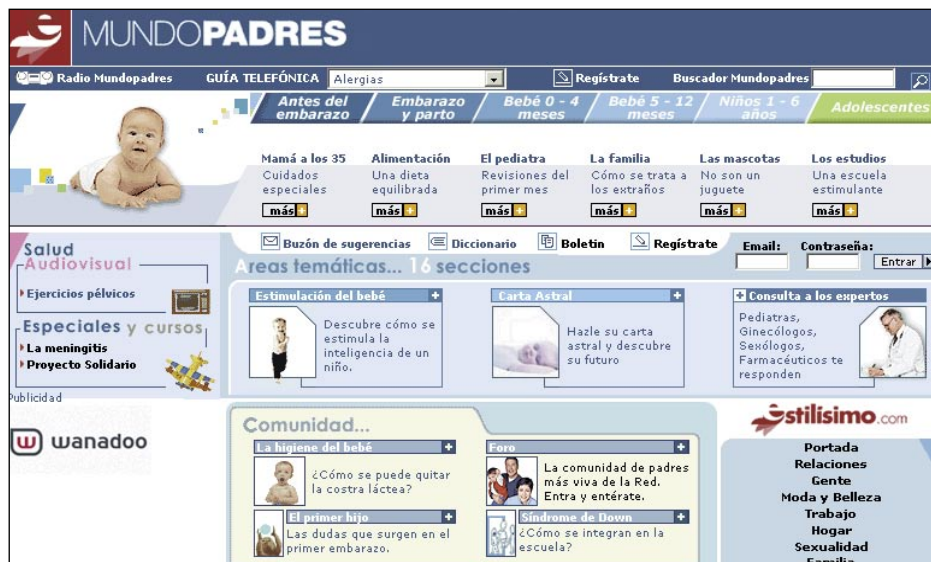 MUNDOPADRES
Radio Mundopadres
GUÍA TELEFÓNICA
Alergias
Regístrate
Buscador Mundopadres
Antes del
embarazo
Embarazo
y parto
Bebé 0 - 4
meses
Bebé 5 - 12
meses
Niños 1 - 6
años
Adolescentes
Mamá a los 35
Cuidados
especiales
más
Alimentación
Una dieta
equilibrada
más
El pediatra
Revisiones del
primer mes
más
La familia
Cómo se trata a
los extraños
más
Las mascotas
No son un
juguete
más
Los estudios
Una escuela
estimulante
más
Salud
Audiovisual
Ejercicios pélvicos
Especiales y cursos
La meningitis
Proyecto Solidario
Publicidad
wanadoo
Buzón de sugerencias
Diccionario
Boletin
Regístrate
Email:
Contraseña:
Entrar
Areas temáticas... 16 secciones
Estimulación del bebé
Descubre cómo se
estimula la
inteligencia de un
niño.
Carta Astral
Hazle su carta
astral y descubre
su futuro
Consulta a los expertos
Pediatras,
Ginecólogos,
Sexólogos,
Farmacéuticos te
responden
Comunidad...
La higiene del bebé
¿Cómo se puede quitar
la costra láctea?
El primer hijo
Las dudas que surgen en el
primer embarazo.
Foro
La comunidad de padres
más viva de la Red.
Entra y entérate.
Síndrome de Down
¿Cómo se integran en la
escuela?
Estilisimo.com
Portada
Relaciones
Gente
Moda y Belleza
Trabajo
Hogar
Sexualidad
Familia